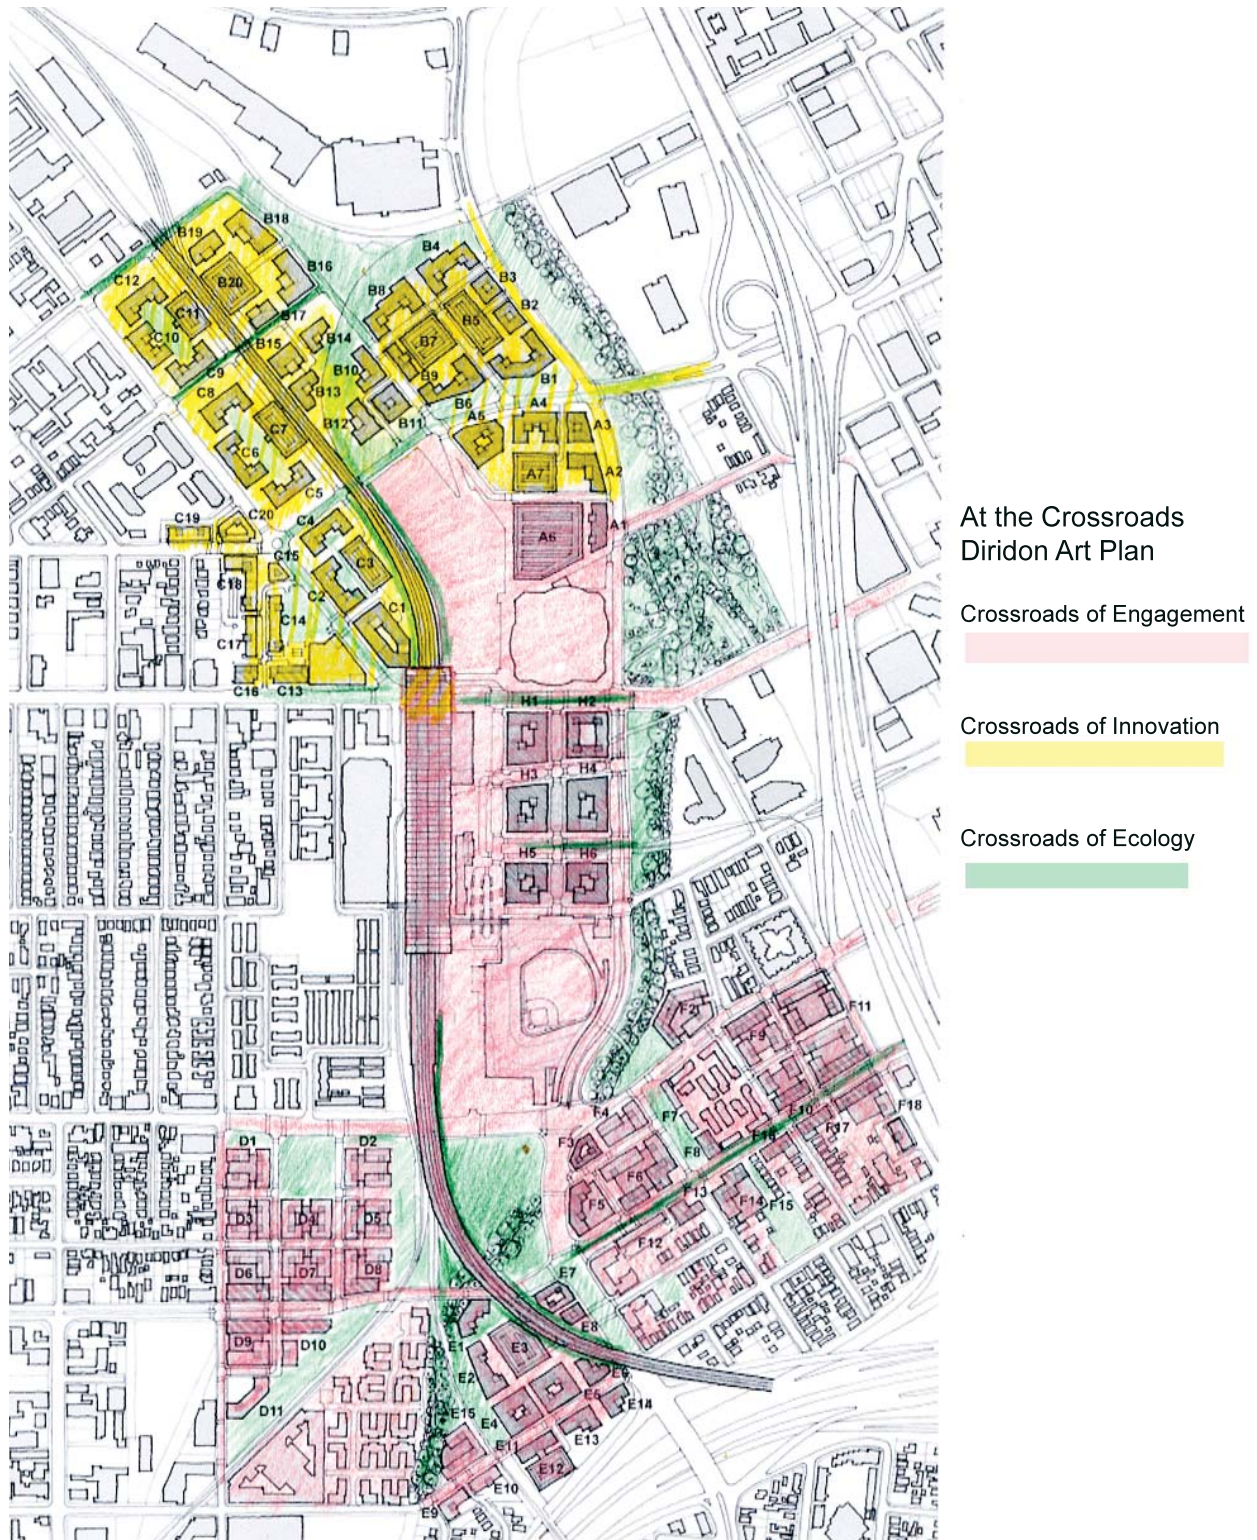 B18
B19
B4
B16
B3
C12
B20
B8
B2
C11
B17
B5
C10
B15
B14
B7
C9
B10
B9
B1
C8
B13
B6
A4
C7
B12
B11
A5
A3
C6
A7
A2
C5
C19
C20
C4
A1
A6
At the Crossroads
Diridon Art Plan
C15
C3
C18
C2
C1
Crossroads of Engagement
C14
C17
C16
C13
H1
H2
Crossroads of Innovation
H3
H4
Crossroads of Ecology
H5
H6
F2
F11
F9
F4
F7
F10
F18
D1
D2
F3
F8
F16
F17
F6
F13
D3
D4
D5
F5
F14
F15
F12
D6
D7
D8
E7
E8
D9
D10
E1
E3
E2
E6
E5
D11
E15
E4
E14
E11
E13
E12
E10
E9